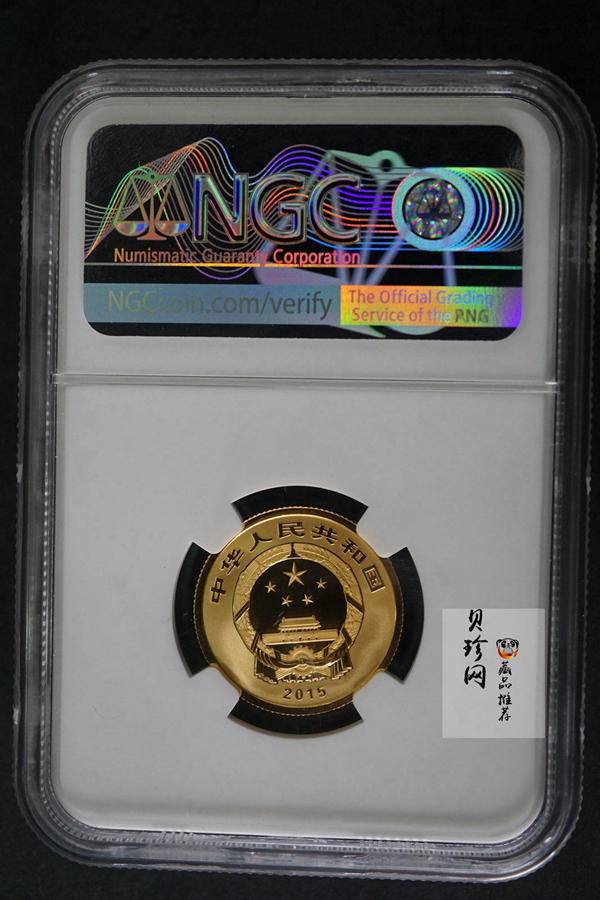 NGC
Numismatic Guaranty Corporation
NGCcoin.com/verify
The Official Grading
Service of the PNG
中华人民共和国
2015
贝珍网
藏品推荐